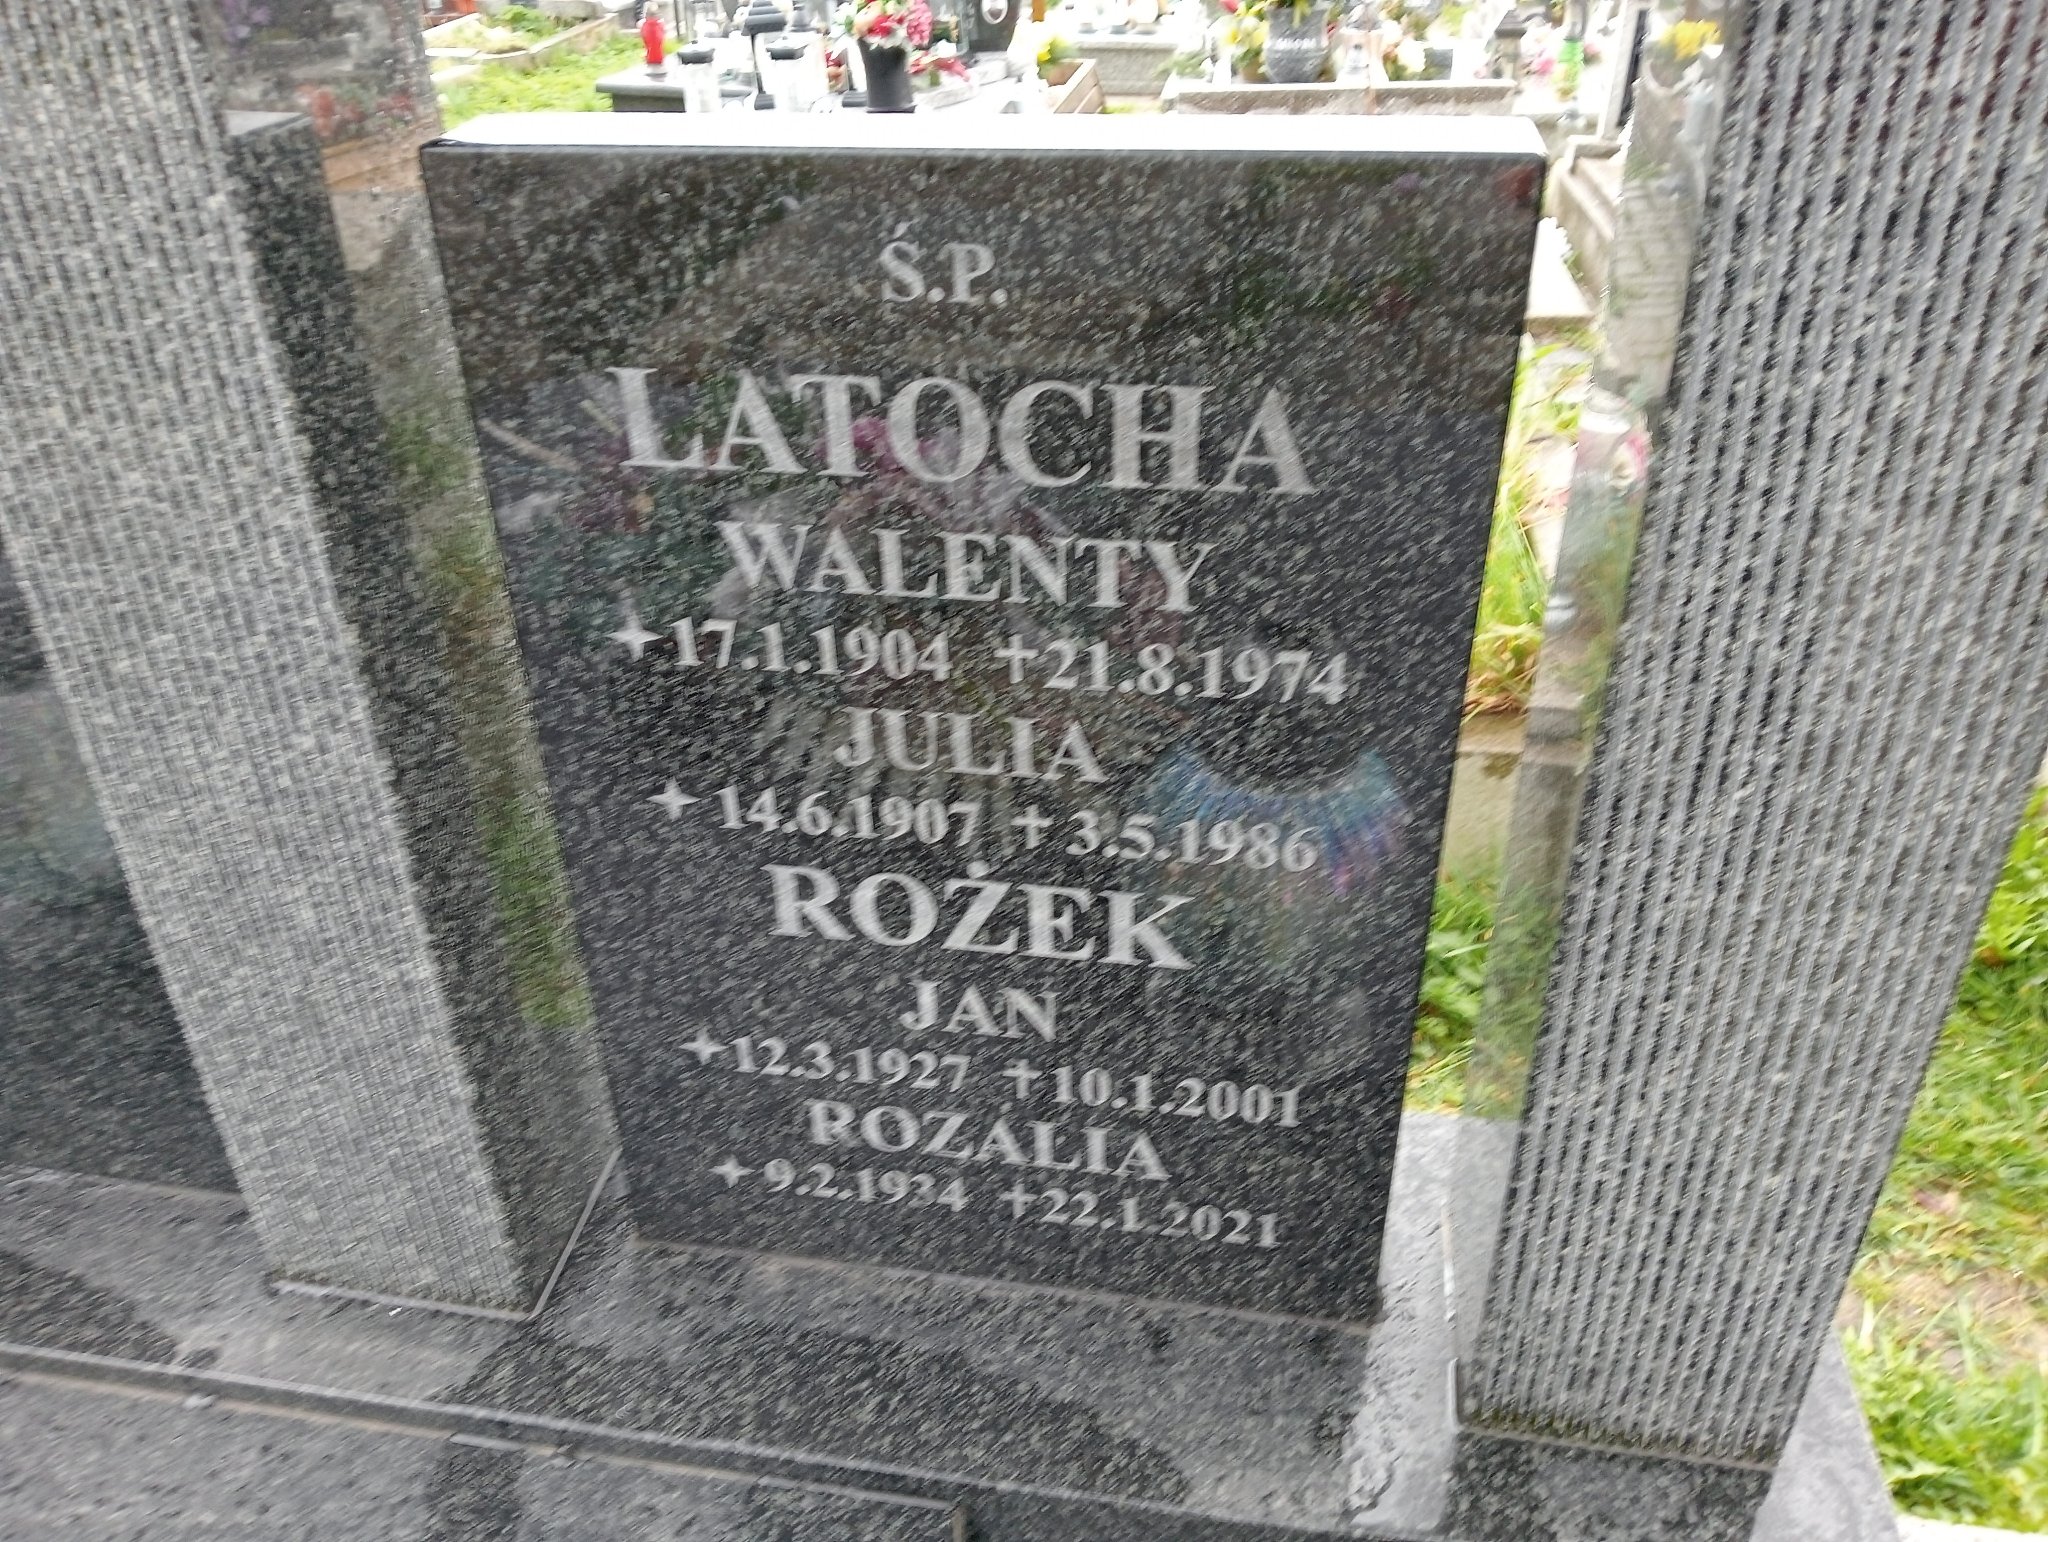 Ś.P.
LATOCHA
WALENTY
✦17.1.1904 ✝21.8.1974
JULIA
✦14.6.1907 ✝3.5.1986
ROŻEK
JAN
✦12.3.1927 ✝10.1.2001
ROZALIA
✦9.2.1934 ✝22.1.2021